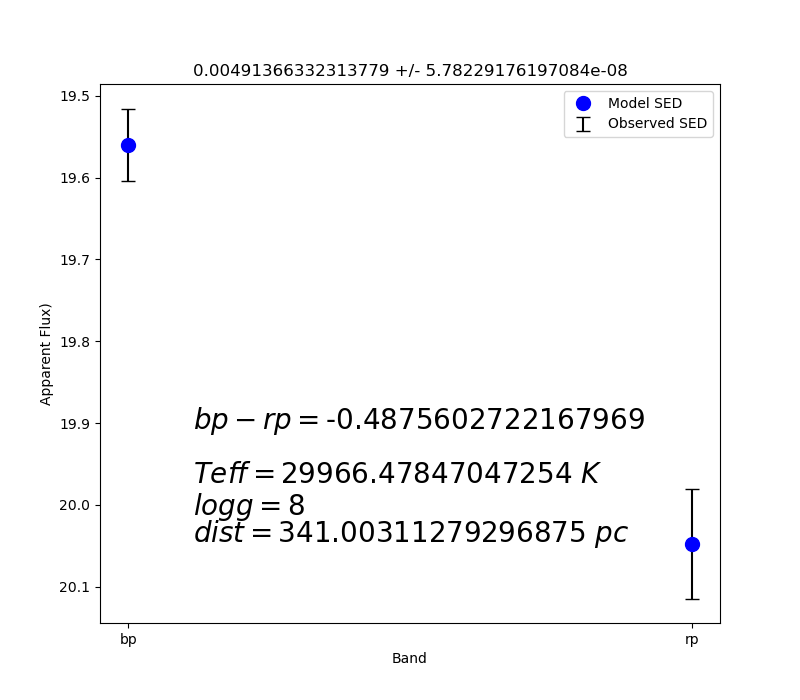 0.00491366332313779 +/- 5.78229176197084e-08
Model SED
Observed SED
19.5
19.6
19.7
19.8
19.9
20.0
20.1
Apparent Flux)
bp − rp = -0.4875602722167969
Teff = 29966.47847047254 K
logg = 8
dist = 341.00311279296875 pc
bp
rp
Band